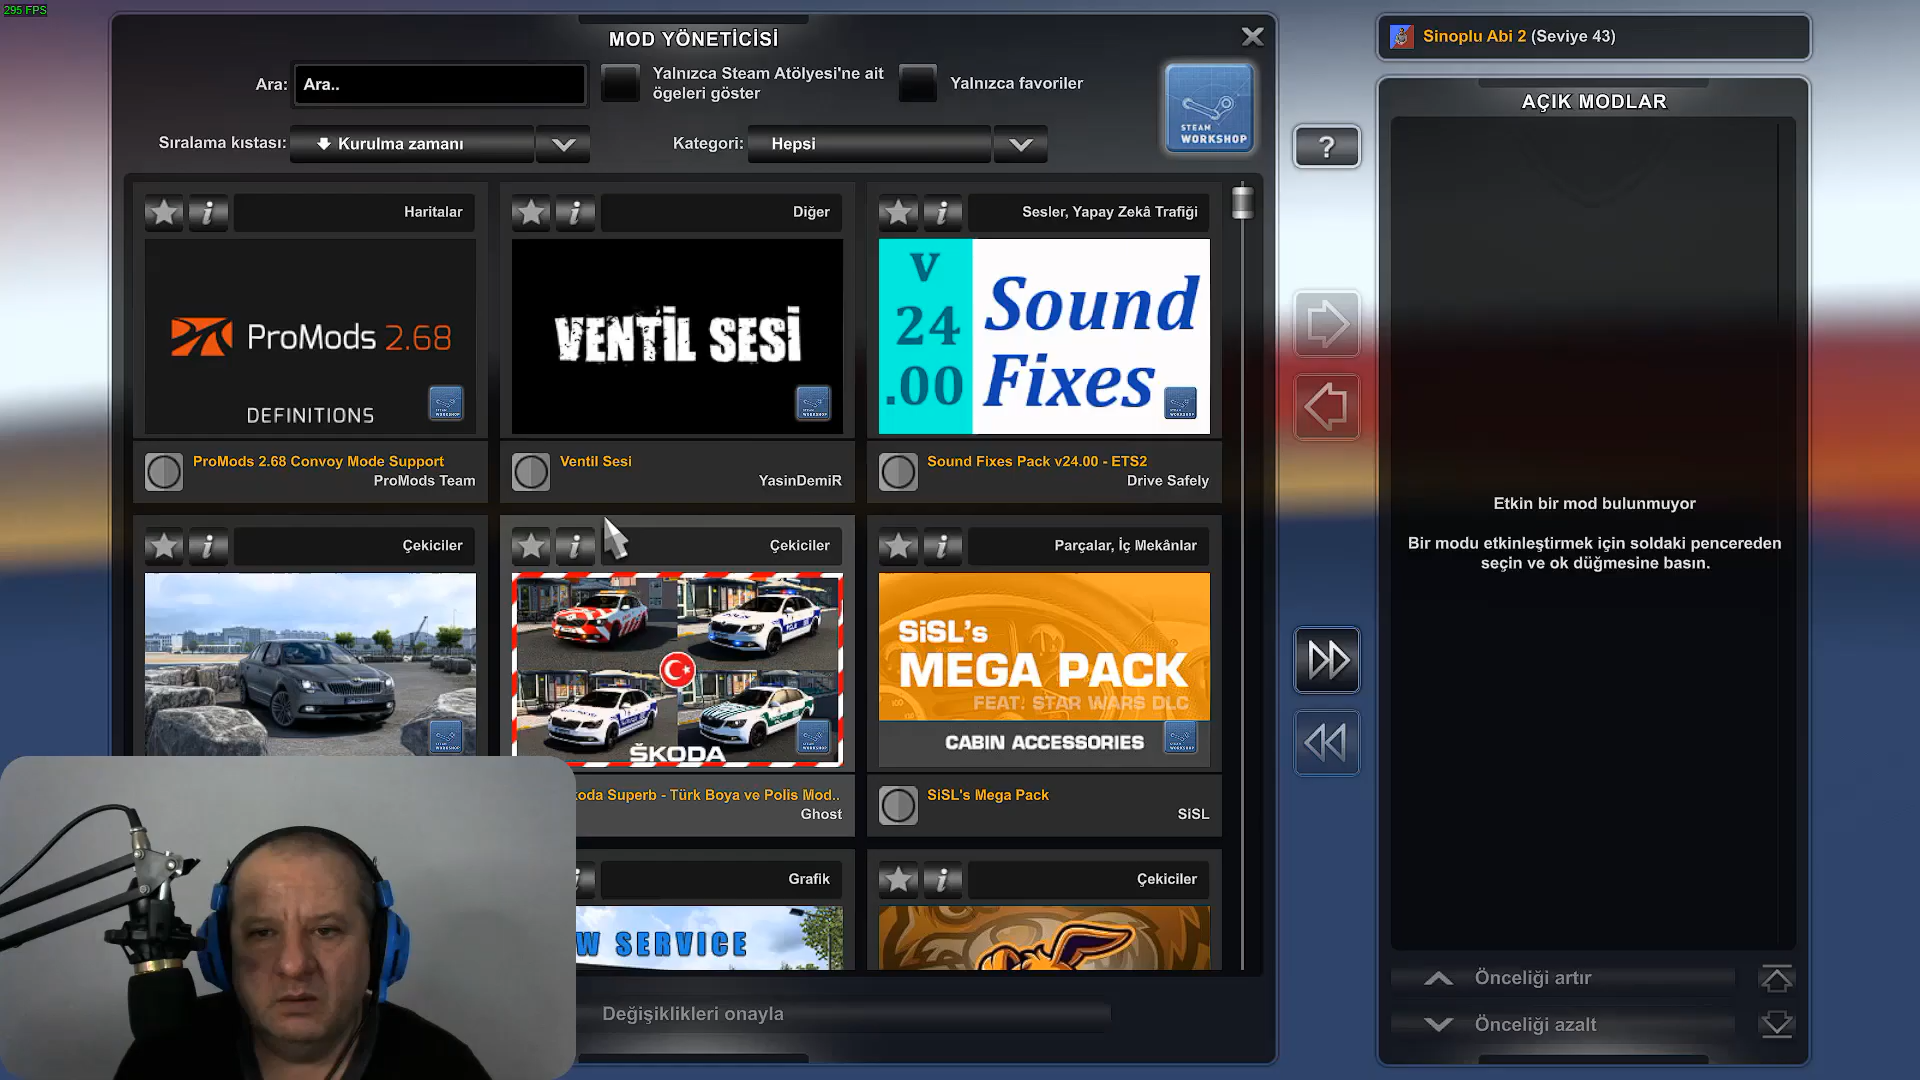 295 FPS
MOD YÖNETİCİSİ
Ara:
Ara..
Yalnızca Steam Atölyesi'ne ait
ögeleri göster
Yalnızca favoriler
STEAM
WORKSHOP
Sıralama kıstası:
Kurulma zamanı
Kategori:
Hepsi
Haritalar
ProMods 2.68
DEFINITIONS
ProMods 2.68 Convoy Mode Support
ProMods Team
Diğer
VENTİL SESİ
Ventil Sesi
YasinDemiR
Sesler, Yapay Zekâ Trafiği
v
24
.00
Sound
Fixes
Sound Fixes Pack v24.00 - ETS2
Drive Safely
Çekiciler
Çekiciler
ŠKODA
koda Superb - Türk Boya ve Polis Mod..
Ghost
Parçalar, İç Mekânlar
SiSL's
MEGA PACK
FEAT. STAR WARS DLC
CABIN ACCESSORIES
SiSL's Mega Pack
SiSL
Grafik
W SERVICE
Çekiciler
Değişiklikleri onayla
?
Sinoplu Abi 2 (Seviye 43)
AÇIK MODLAR
Etkin bir mod bulunmuyor
Bir modu etkinleştirmek için soldaki pencereden
seçin ve ok düğmesine basın.
Önceliği artır
Önceliği azalt